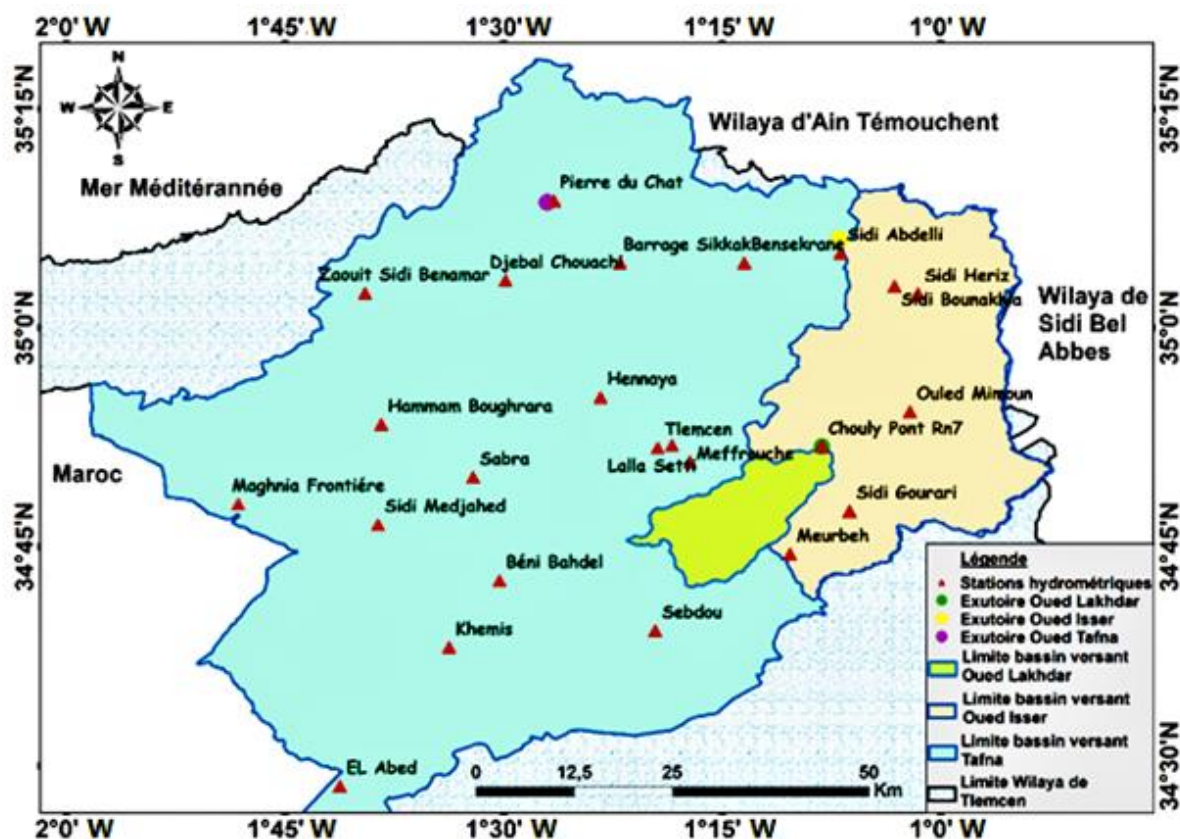 2°0' W 1°45' W 1°30' W 1°15' W 1°0' W
35°15'N
35°15'N
N
W E
S
Wilaya d'Ain Témouchent
Mer Méditérannée
Pierre du Chat
Sidi Abdelli
Barrage SikkakBensekrane
Djebal Chouachi
Zaouit Sidi Benamar
Sidi Heriz
Sidi Bounakhla
Wilaya de
Sidi Bel
Abbes
35°0'N
35°0'N
Hennaya
Ouled Mimoun
Hammam Boughrara
Chouly Pont Rn7
Tlemcen
Lalla Setti
Meffrouche
Sabra
Maroc
Maghnia Frontiére
Sidi Medjahed
Sidi Gourari
Meurbeh
34°45'N
34°45'N
Béni Bahdel
Sebdou
Khemis
EL Abed
34°30'N
34°30'N
Légende
Stations hydrométriques
Exutoire Oued Lakhdar
Exutoire Oued Isser
Exutoire Oued Tafna
Limite bassin versant
Oued Lakhdar
Limite bassin versant
Oued Isser
Limite bassin versant
Tafna
Limite Wilaya de
Tlemcen
0 12,5 25 50
Km
2°0' W 1°45' W 1°30' W 1°15' W 1°0' W